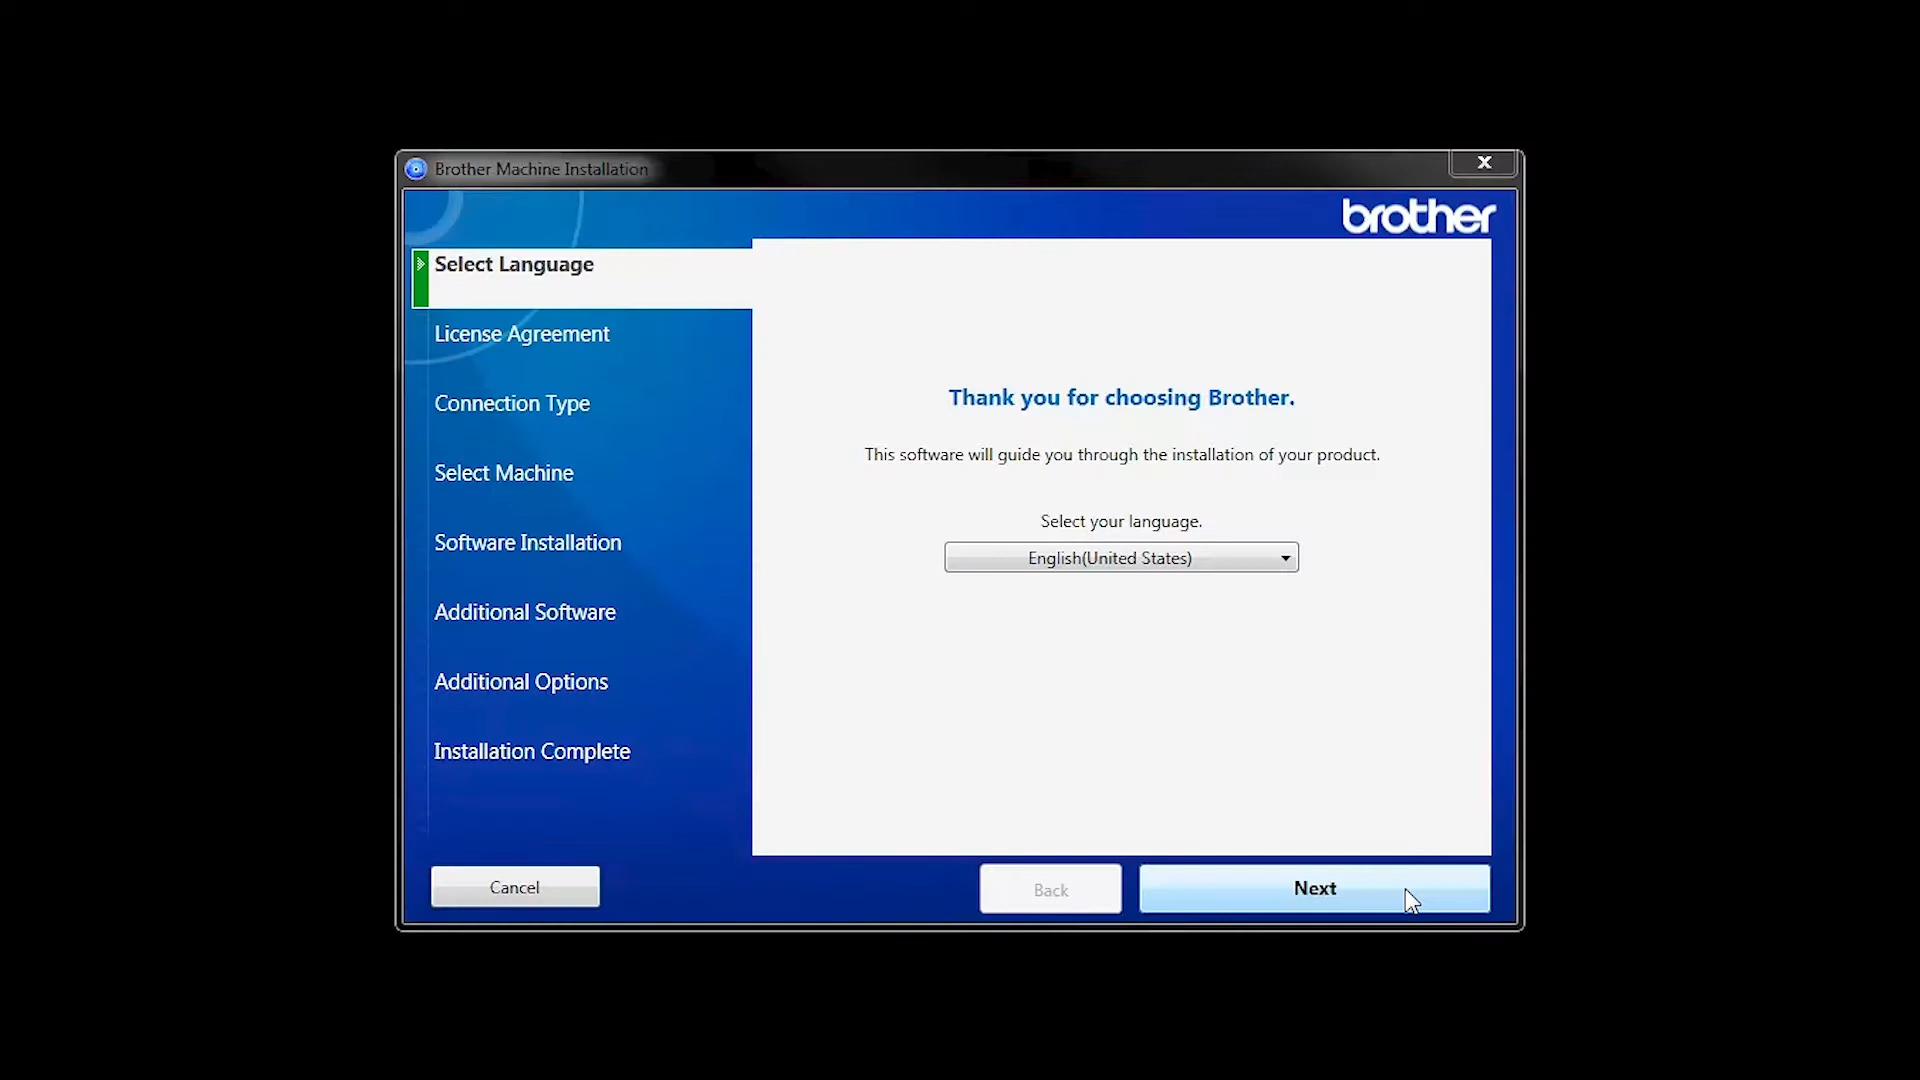 Brother Machine Installation
X
brother
Select Language
License Agreement
Connection Type
Select Machine
Software Installation
Additional Software
Additional Options
Installation Complete
Thank you for choosing Brother.
This software will guide you through the installation of your product.
Select your language.
English(United States)
Cancel
Back
Next